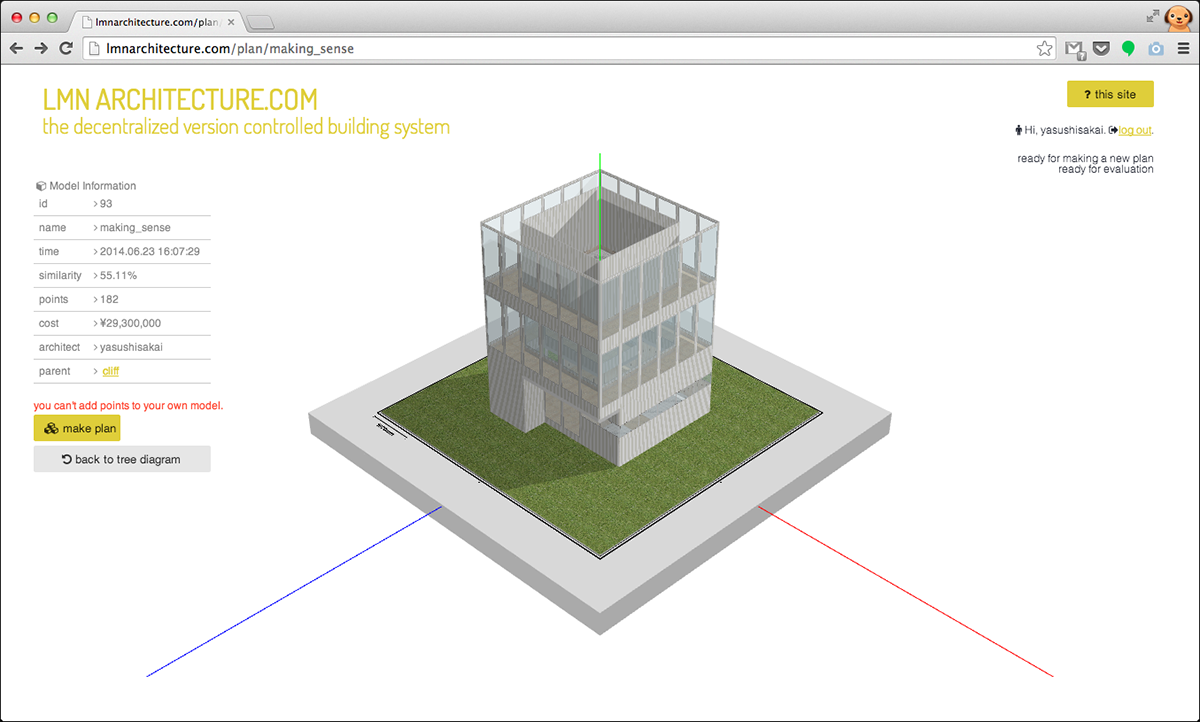 lmnarchitecture.com/plan/
lmnarchitecture.com/plan/making_sense
LMN ARCHITECTURE.COM
the decentralized version controlled building system
? this site
Hi, yasushisakai. log out.
ready for making a new plan
ready for evaluation
Model Information
id > 93
name > making_sense
time > 2014.06.23 16:07:29
similarity > 55.11%
points > 182
cost > ¥29,300,000
architect > yasushisakai
parent > cliff
you can't add points to your own model.
make plan
back to tree diagram